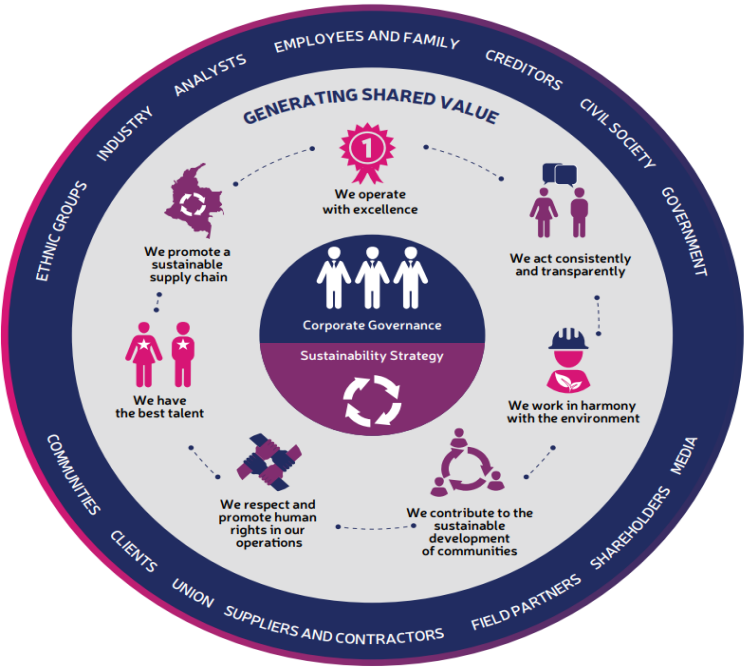 EMPLOYEES AND FAMILY
CREDITORS
CIVIL SOCIETY
GOVERNMENT
MEDIA
SHAREHOLDERS
FIELD PARTNERS
SUPPLIERS AND CONTRACTORS
UNION
CLIENTS
COMMUNITIES
ETHNIC GROUPS
INDUSTRY
ANALYSTS
GENERATING SHARED VALUE
1
We operate
with excellence
We act consistently
and transparently
We work in harmony
with the environment
We contribute to the
sustainable
development
of communities
We respect and
promote human
rights in our
operations
We have
the best talent
We promote a
sustainable
supply chain
Corporate Governance
Sustainability Strategy